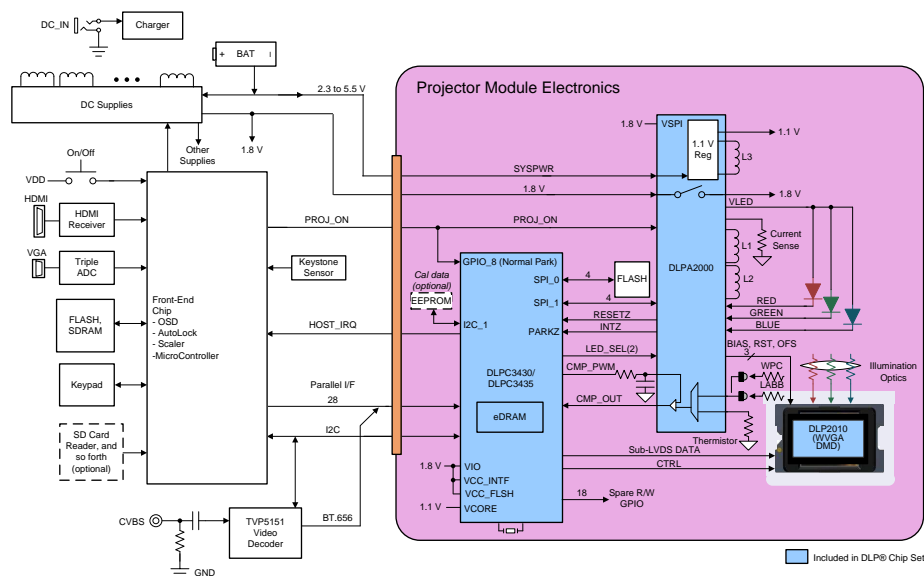 DC_IN
Charger
+ BAT −
2.3 to 5.5 V
DC Supplies
Other
Supplies
1.8 V
On/Off
VDD
HDMI
HDMI
Receiver
VGA
Triple
ADC
FLASH,
SDRAM
Keypad
SD Card
Reader, and
so forth
(optional)
Front-End
Chip
- OSD
- AutoLock
- Scaler
-MicroController
PROJ_ON
Keystone
Sensor
HOST_IRQ
Parallel I/F
28
I2C
CVBS
GND
TVP5151
Video
Decoder
BT.656
Projector Module Electronics
SYSPWR
1.8 V
PROJ_ON
Cal data
(optional)
EEPROM
GPIO_8 (Normal Park)
SPI_0
SPI_1
I2C_1
PARKZ
DLPC3430/
DLPC3435
eDRAM
VIO
VCC_INTF
VCC_FLSH
VCORE
1.8 V
1.1 V
4
FLASH
4
RESETZ
INTZ
LED_SEL(2)
CMP_PWM
CMP_OUT
Sub-LVDS DATA
CTRL
18
Spare R/W
GPIO
1.8 V
VSPI
1.1 V
Reg
DLPA2000
1.1 V
L3
1.8 V
VLED
Current
Sense
L1
L2
RED
GREEN
BLUE
BIAS, RST, OFS
3
WPC
LABB
Thermistor
Illumination
Optics
DLP2010
(WVGA
DMD)
Included in DLP® Chip Set